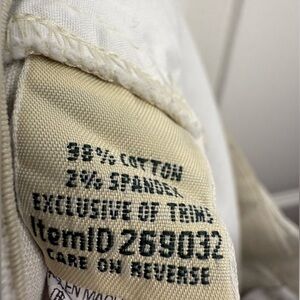 98% COTTON
2% SPANDEX
EXCLUSIVE OF TRIMS
ItemID 269032
CARE ON REVERSE